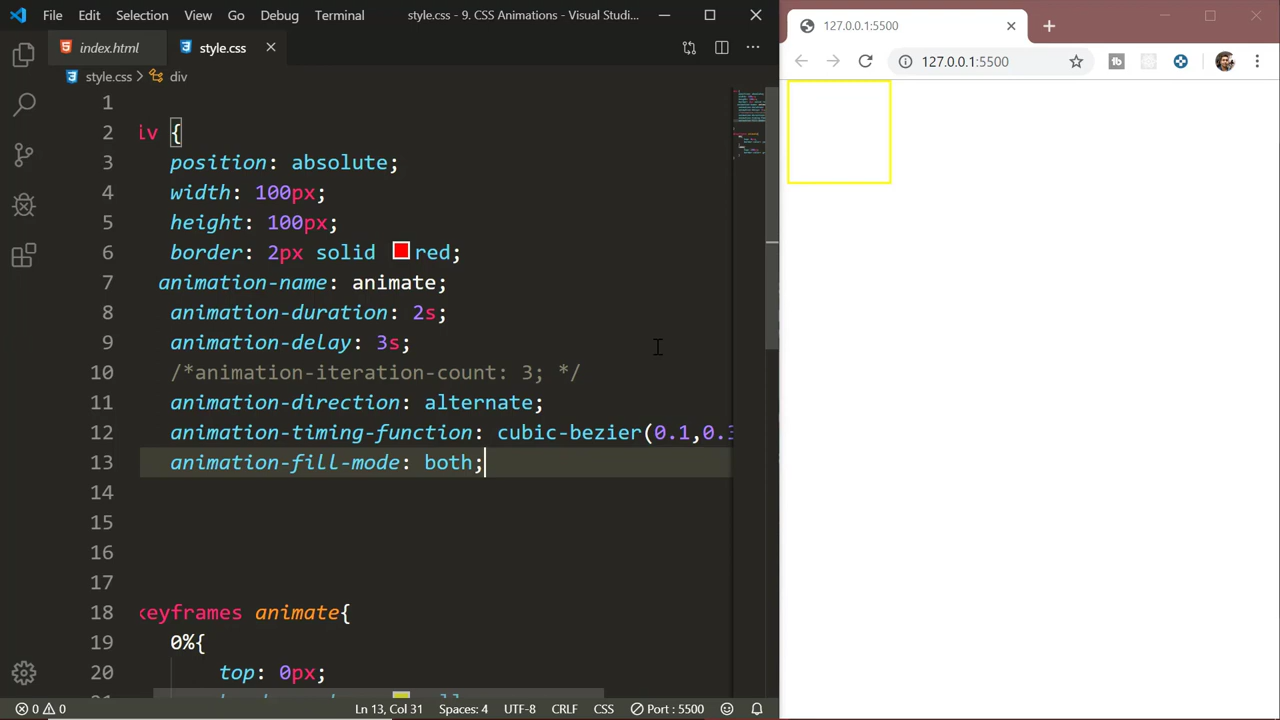 File Edit Selection View Go Debug Terminal style.css - 9. CSS Animations - Visual Studi...
index.html style.css
style.css > div
1
2 iv {
3 position: absolute;
4 width: 100px;
5 height: 100px;
6 border: 2px solid red;
7 animation-name: animate;
8 animation-duration: 2s;
9 animation-delay: 3s;
10 /*animation-iteration-count: 3; */
11 animation-direction: alternate;
12 animation-timing-function: cubic-bezier(0.1,0.3
13 animation-fill-mode: both;
14
15
16
17
18 keyframes animate{
19 0%{
20 top: 0px;
0 0 Ln 13, Col 31 Spaces: 4 UTF-8 CRLF CSS Port : 5500
127.0.0.1:5500
127.0.0.1:5500